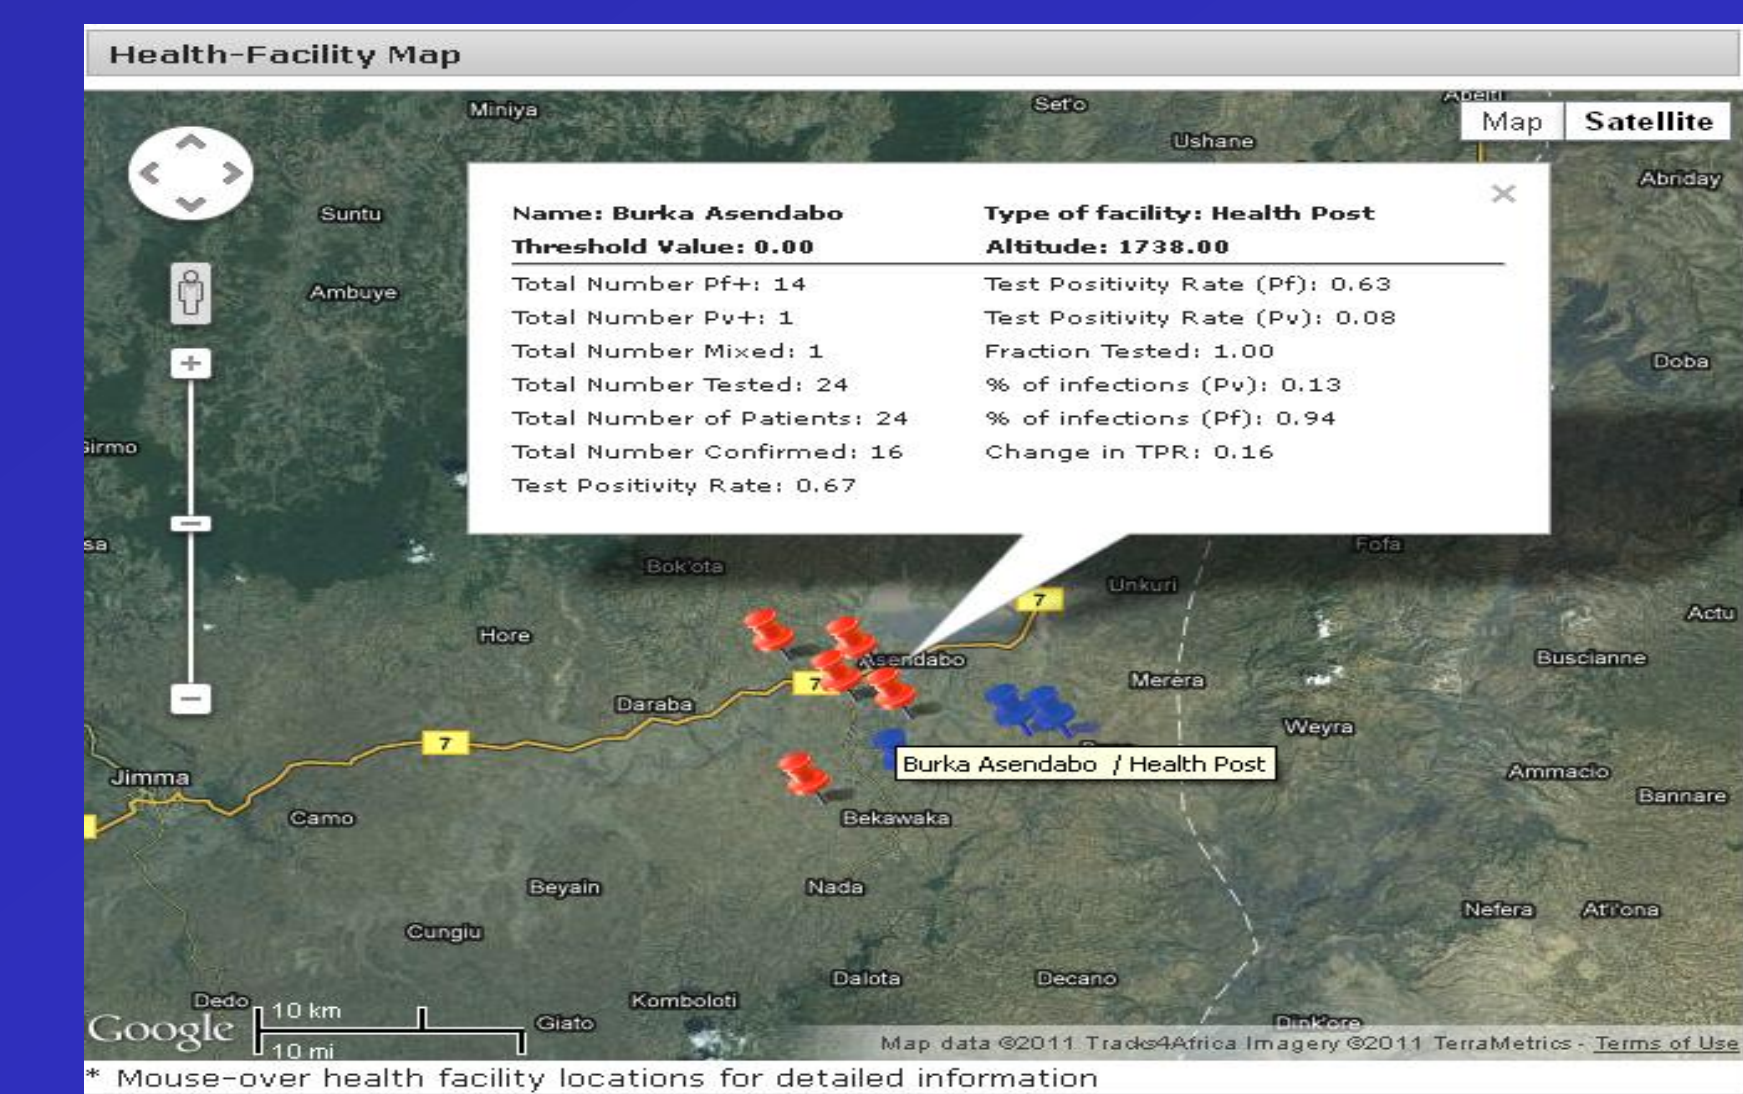 Health-Facility Map
Miniya
Set'o
Map
Satellite
Ushane
Abriday
Suntu
Ambuye
Name: Burka Asendabo
Type of facility: Health Post
Threshold Value: 0.00
Altitude: 1738.00
Total Number Pf+: 14
Test Positivity Rate (Pf): 0.63
Total Number Pv+: 1
Test Positivity Rate (Pv): 0.08
Total Number Mixed: 1
Fraction Tested: 1.00
Total Number Tested: 24
% of infections (Pv): 0.13
Total Number of Patients: 24
% of infections (Pf): 0.94
Total Number Confirmed: 16
Change in TPR: 0.16
Test Positivity Rate: 0.67
Doba
sa
Fofa
Bok'ota
Unkuri
7
Actu
Hore
Asendabo
Buscianne
Merera
7
Daraba
Weyra
7
Burka Asendabo / Health Post
Jimma
Ammacio
Bannare
Camo
Bekawaka
Beyain
Nada
Nefera
Ati'ona
Cungiu
Dalota
Decano
Dedo
Komboloti
10 km
Giato
Dink'ore
Google
10 mi
Map data ©2011 Tracks4Africa Imagery ©2011 TerraMetrics - Terms of Use
* Mouse-over health facility locations for detailed information